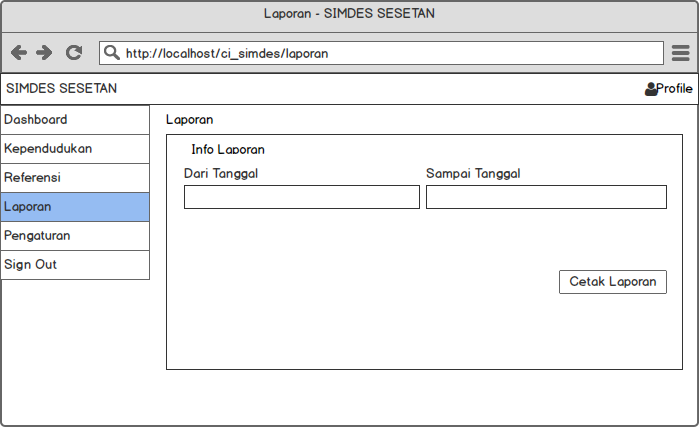 Laporan - SIMDES SESETAN
http://localhost/ci_simdes/laporan
SIMDES SESETAN
Profile
Dashboard
Kependudukan
Referensi
Laporan
Pengaturan
Sign Out
Laporan
Info Laporan
Dari Tanggal
Sampai Tanggal
Cetak Laporan